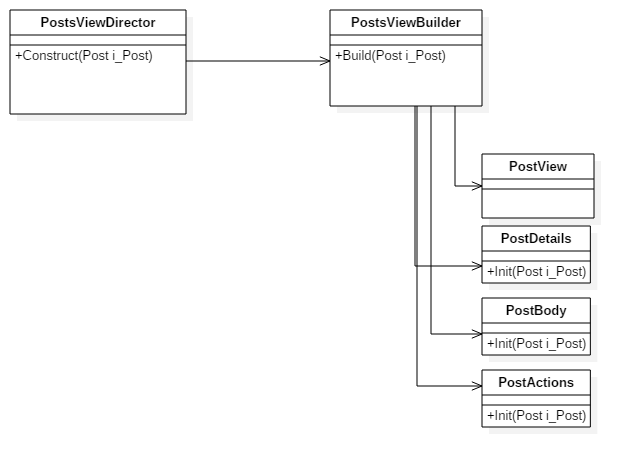 PostsViewDirector
+Construct(Post i_Post)
PostsViewBuilder
+Build(Post i_Post)
PostView
PostDetails
+Init(Post i_Post)
PostBody
+Init(Post i_Post)
PostActions
+Init(Post i_Post)